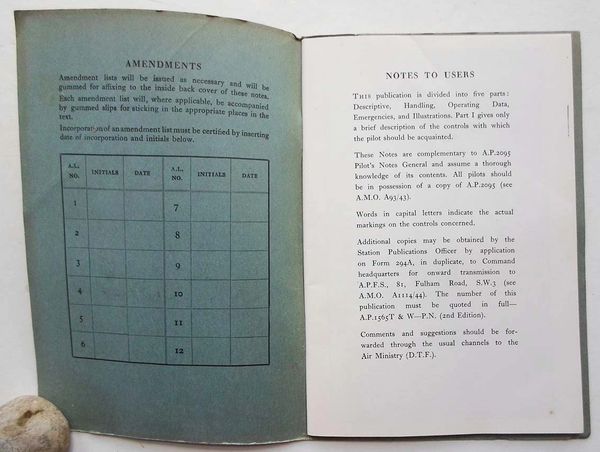 AMENDMENTS
Amendment lists will be issued as necessary and will be
gummed for affixing to the inside back cover of these notes.
Each amendment list will, where applicable, be accompanied
by gummed slips for sticking in the appropriate places in the
text.
Incorporation of an amendment list must be certified by inserting
date of incorporation and initials below.
A.L. NO. INITIALS DATE A.L. NO. INITIALS DATE
1 7
2 8
3 9
4 10
5 11
6 12
NOTES TO USERS
THIS publication is divided into five parts:
Descriptive, Handling, Operating Data,
Emergencies, and Illustrations. Part I gives only
a brief description of the controls with which
the pilot should be acquainted.
These Notes are complementary to A.P.2095
Pilot's Notes General and assume a thorough
knowledge of its contents. All pilots should
be in possession of a copy of A.P.2095 (see
A.M.O. A93/43).
Words in capital letters indicate the actual
markings on the controls concerned.
Additional copies may be obtained by the
Station Publications Officer by application
on Form 294A, in duplicate, to Command
headquarters for onward transmission to
A.P.F.S., 81, Fulham Road, S.W.3 (see
A.M.O. A1114/44). The number of this
publication must be quoted in full—
A.P.1565T & W—P.N. (2nd Edition).
Comments and suggestions should be for-
warded through the usual channels to the
Air Ministry (D.T.F.).